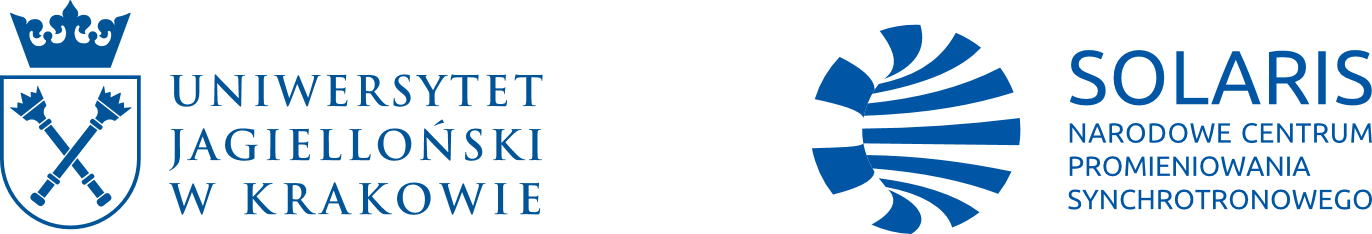 UNIWERSYTET
JAGIELLOŃSKI
W KRAKOWIE
SOLARIS
NARODOWE CENTRUM
PROMIENIOWANIA
SYNCHROTRONOWEGO